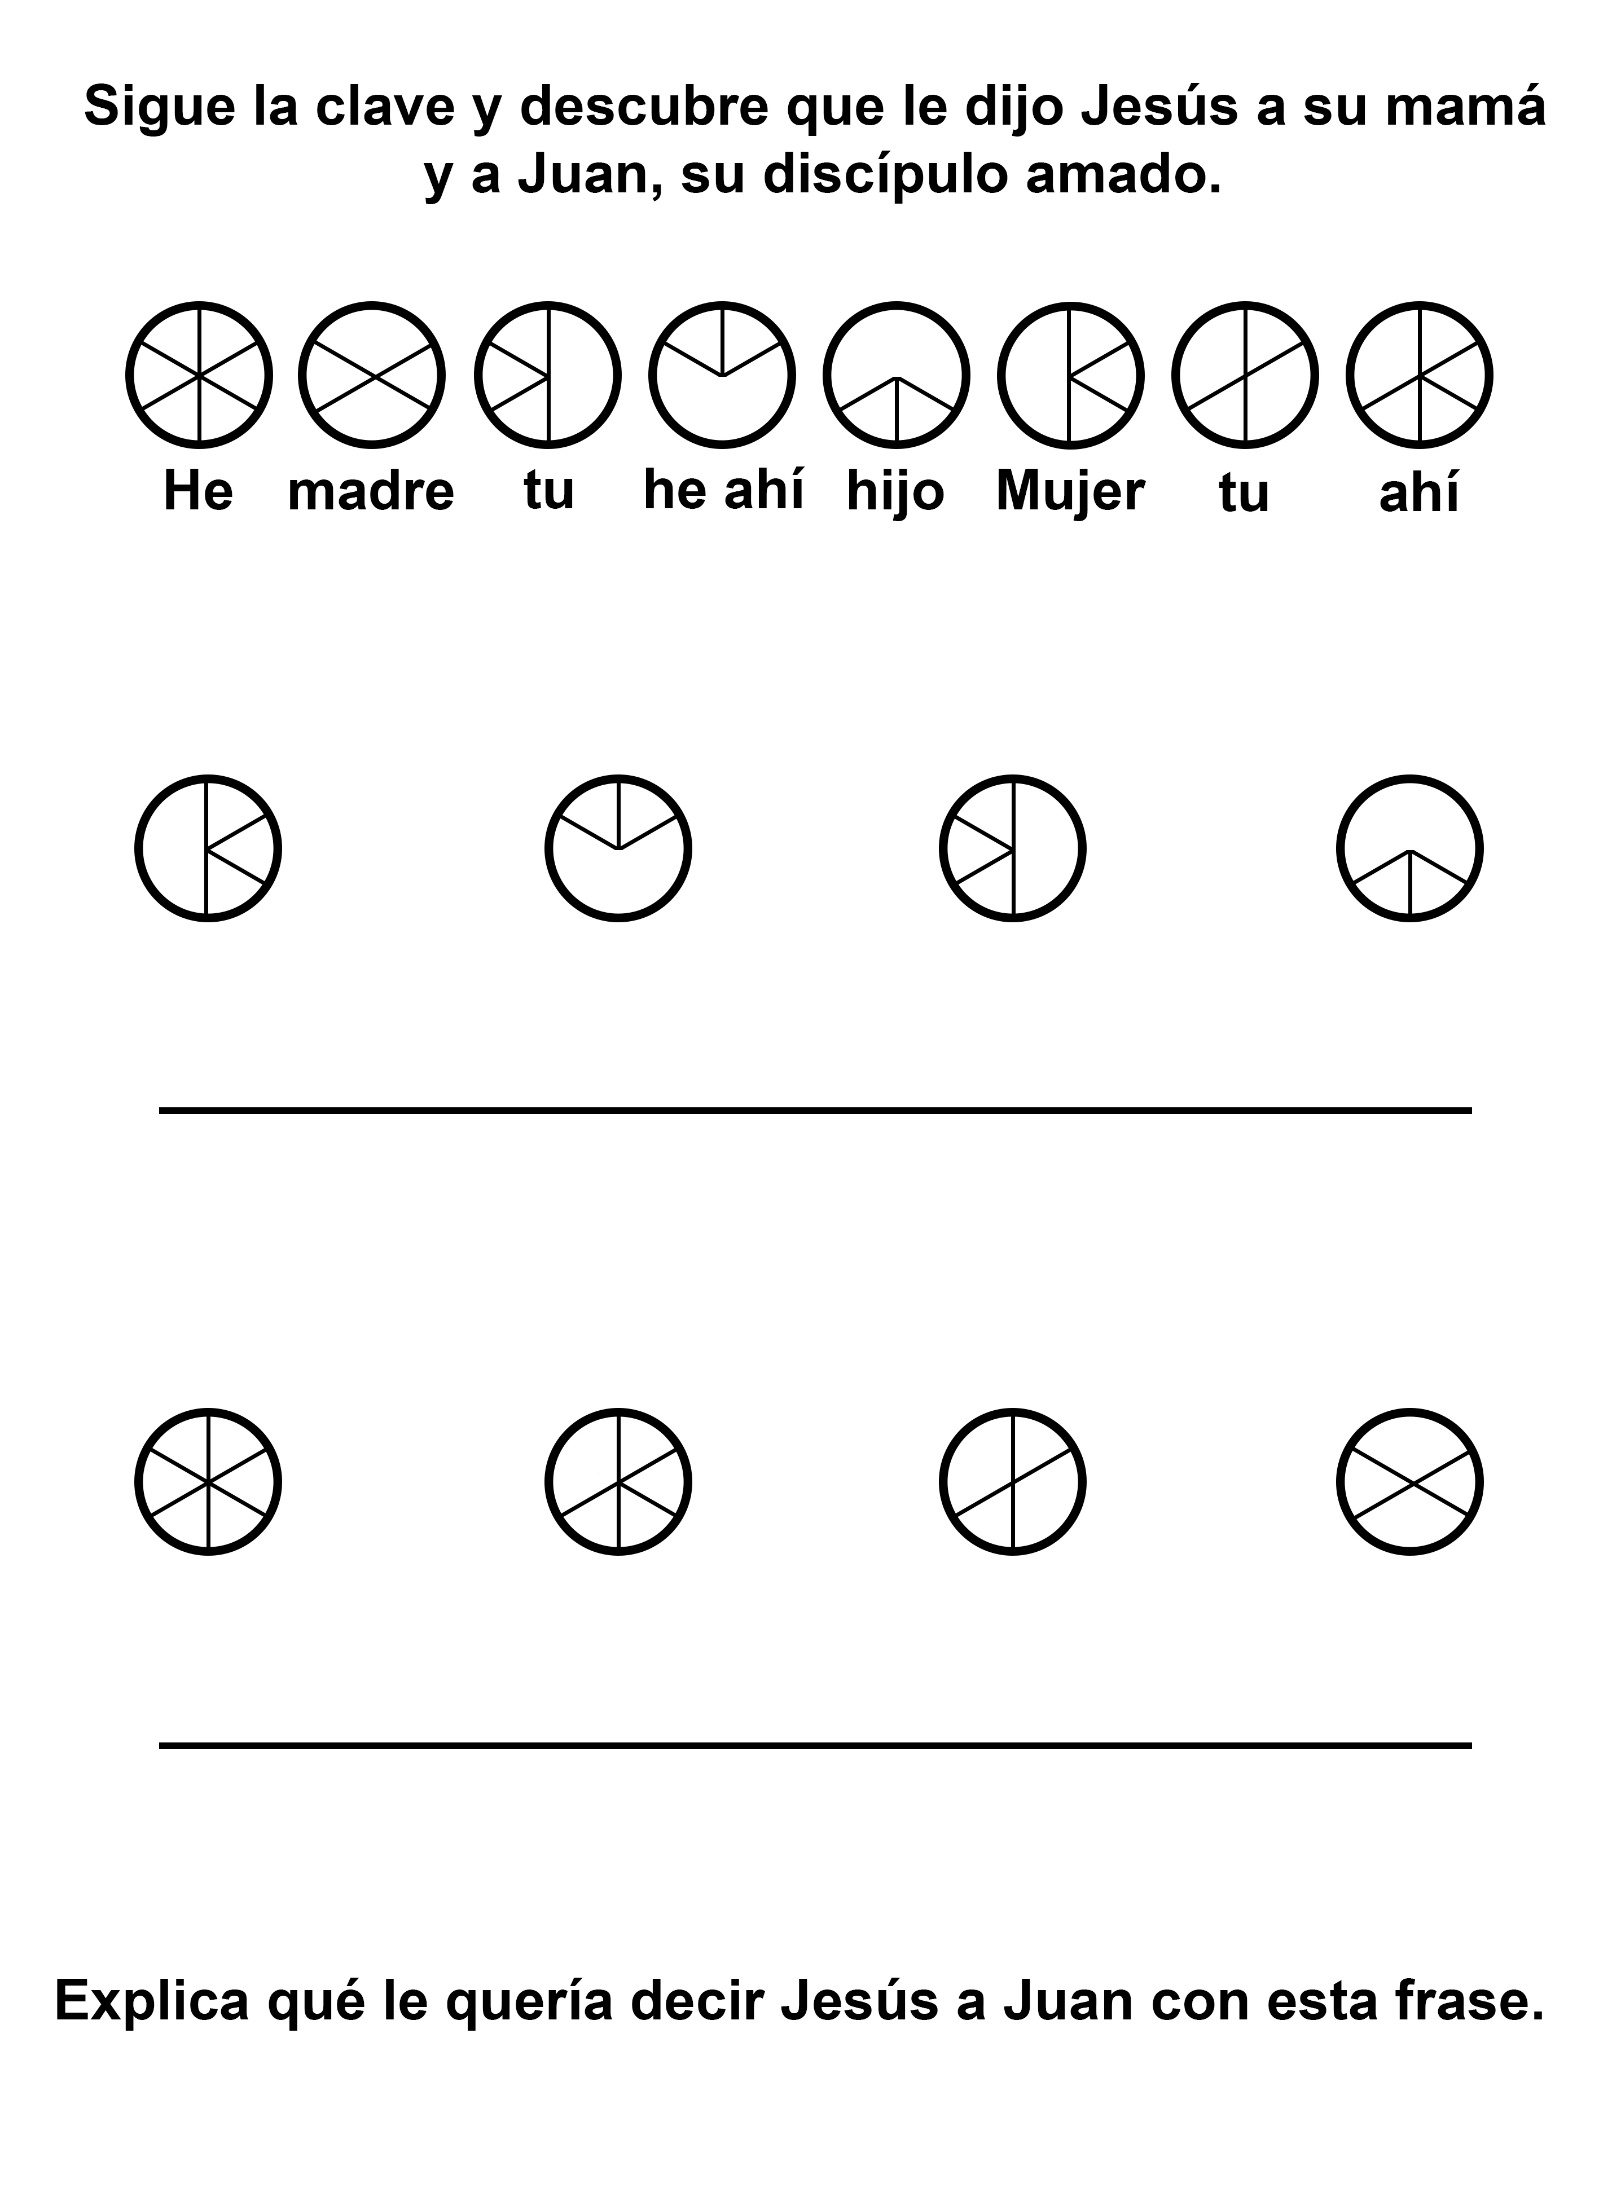 Sigue la clave y descubre que le dijo Jesús a su mamá
y a Juan, su discípulo amado.
He madre tu he ahí hijo Mujer tu ahí
Explica qué le quería decir Jesús a Juan con esta frase.